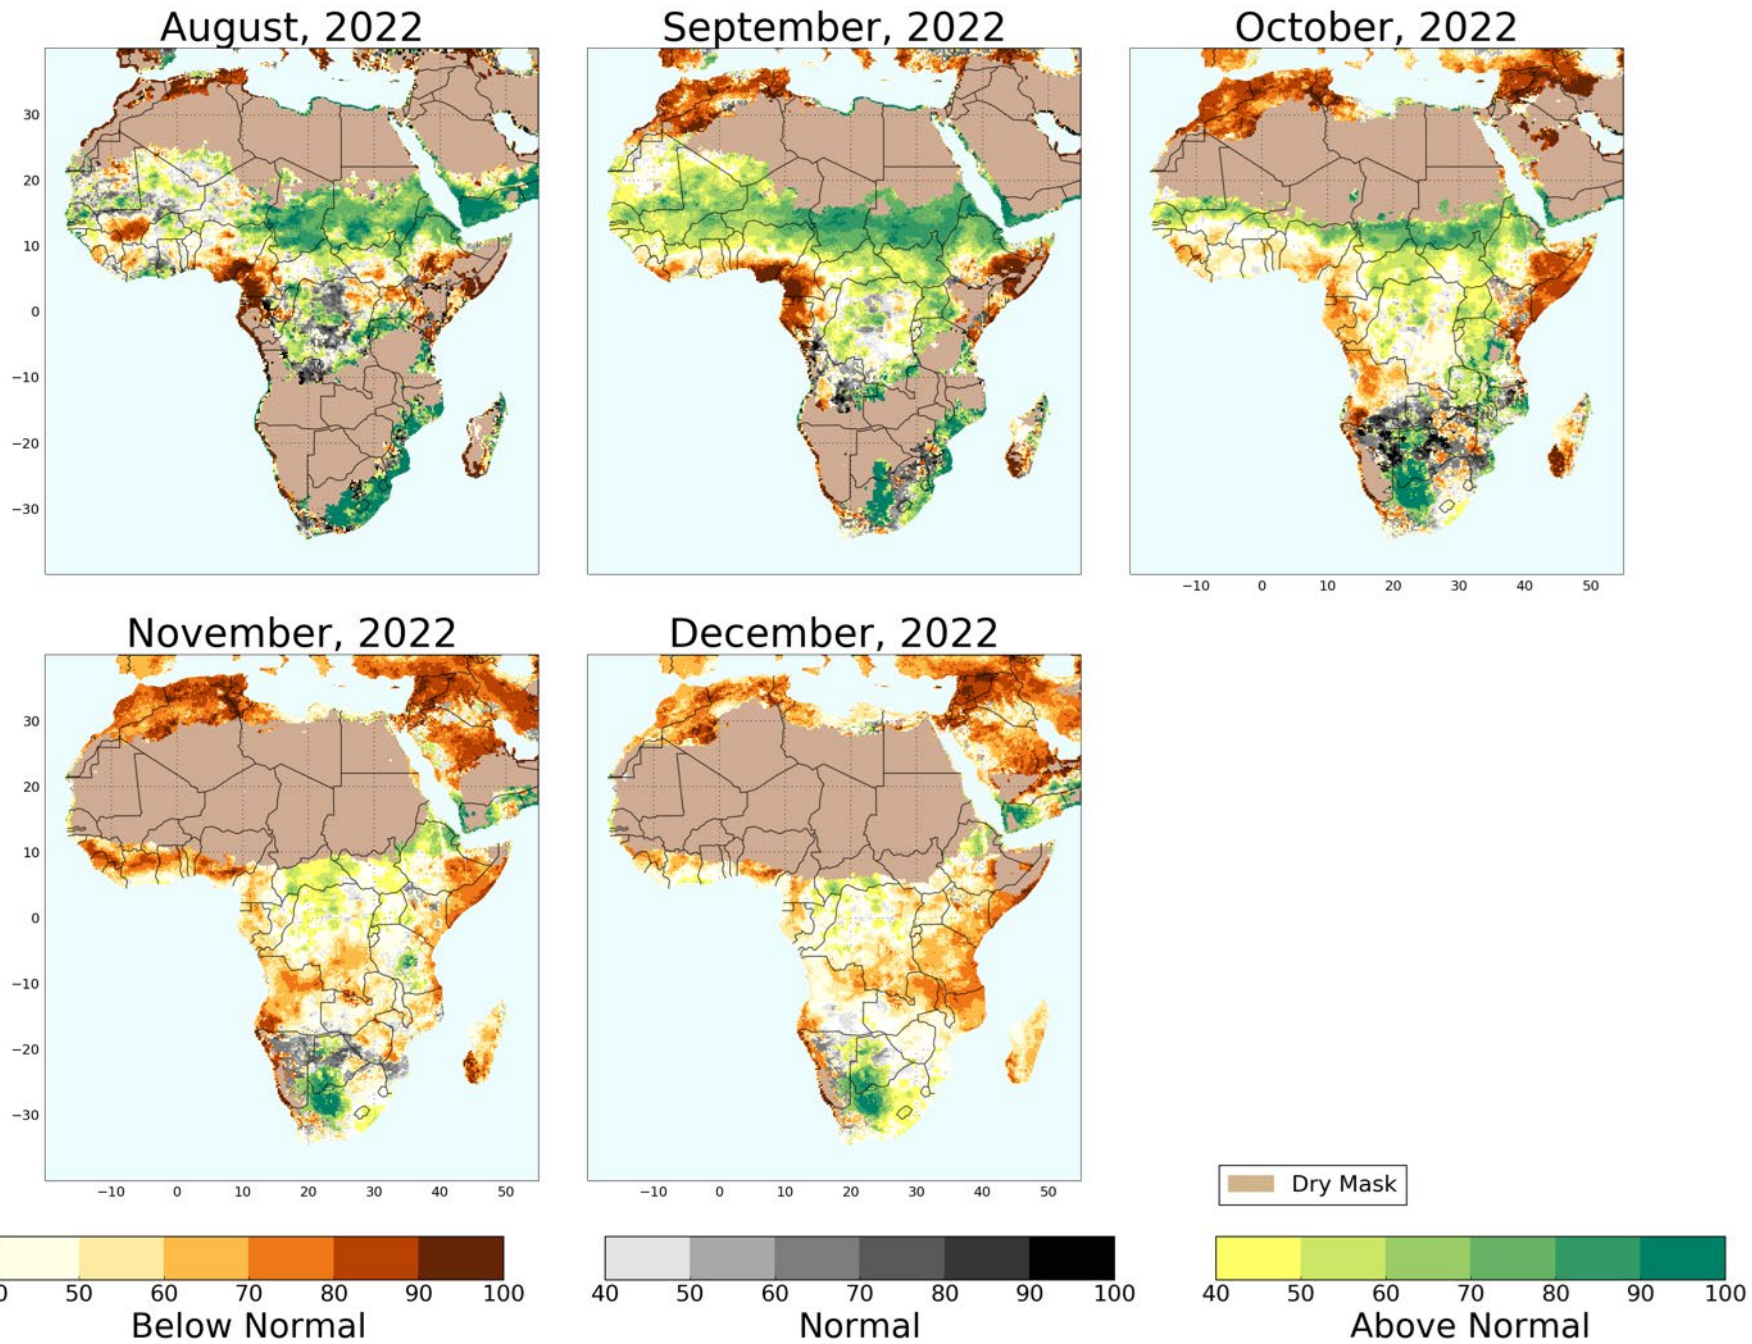 August, 2022
September, 2022
October, 2022
30
20
10
0
−10
−20
−30
−10 0 10 20 30 40 50
November, 2022
December, 2022
30
20
10
0
−10
−20
−30
−10 0 10 20 30 40 50
−10 0 10 20 30 40 50
Dry Mask
0 50 60 70 80 90 100
Below Normal
40 50 60 70 80 90 100
Normal
40 50 60 70 80 90 100
Above Normal